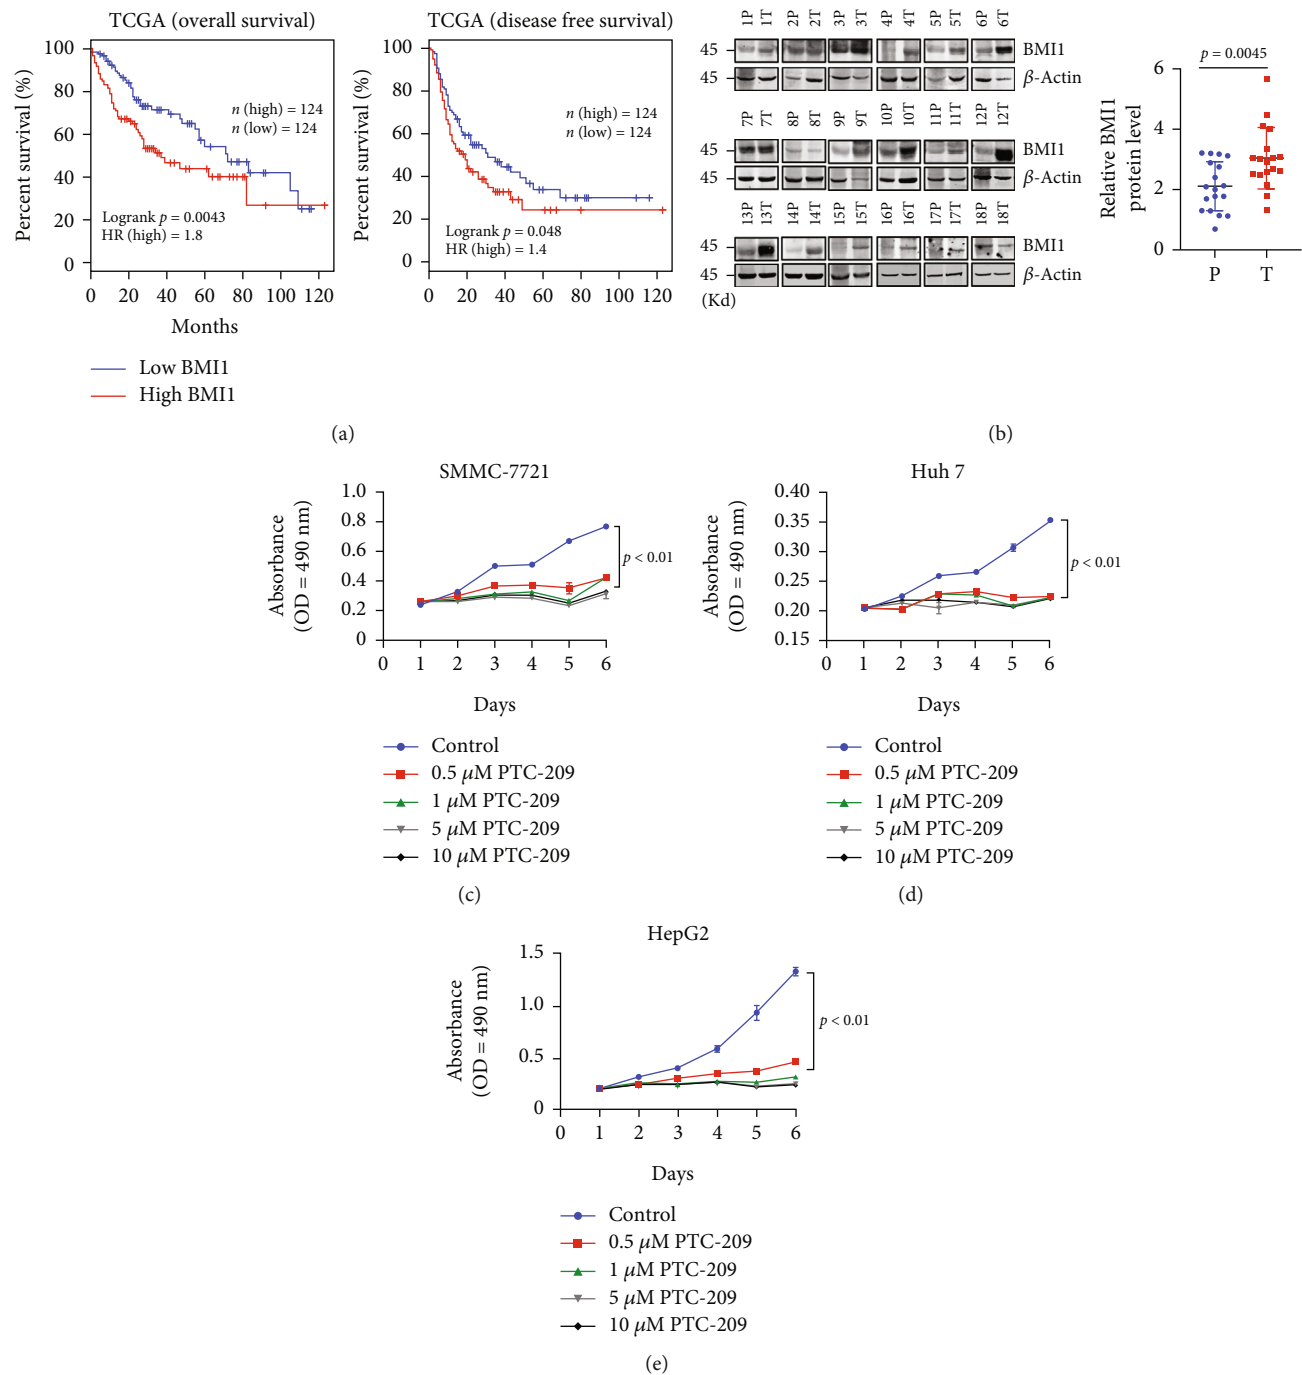 TCGA (overall survival)
Percent survival (%)
100
80
60
40
20
0
n (high) = 124
n (low) = 124
Logrank p = 0.0043
HR (high) = 1.8
0 20 40 60 80 100 120
Months
Low BMI1
High BMI1
TCGA (disease free survival)
Percent survival (%)
100
80
60
40
20
0
n (high) = 124
n (low) = 124
Logrank p = 0.048
HR (high) = 1.4
0 20 40 60 80 100 120
(a)
1P 1T 2P 2T 3P 3T 4P 4T 5P 5T 6P 6T
45 BMI1
45 β-Actin
7P 7T 8P 8T 9P 9T 10P 10T 11P 11T 12P 12T
45 BMI1
45 β-Actin
13P 13T 14P 14T 15P 15T 16P 16T 17P 17T 18P 18T
45 BMI1
45 β-Actin
(Kd)
p = 0.0045
Relative BMI1
protein level
6
4
2
0
P T
(b)
SMMC-7721
Absorbance
(OD = 490 nm)
1.0
0.8
0.6
0.4
0.2
0
p < 0.01
0 1 2 3 4 5 6
Days
Control
0.5 μM PTC-209
1 μM PTC-209
5 μM PTC-209
10 μM PTC-209
(c)
Huh 7
Absorbance
(OD = 490 nm)
0.40
0.35
0.30
0.25
0.20
0.15
p < 0.01
0 1 2 3 4 5 6
Days
Control
0.5 μM PTC-209
1 μM PTC-209
5 μM PTC-209
10 μM PTC-209
(d)
HepG2
Absorbance
(OD = 490 nm)
1.5
1.0
0.5
0
p < 0.01
0 1 2 3 4 5 6
Days
Control
0.5 μM PTC-209
1 μM PTC-209
5 μM PTC-209
10 μM PTC-209
(e)